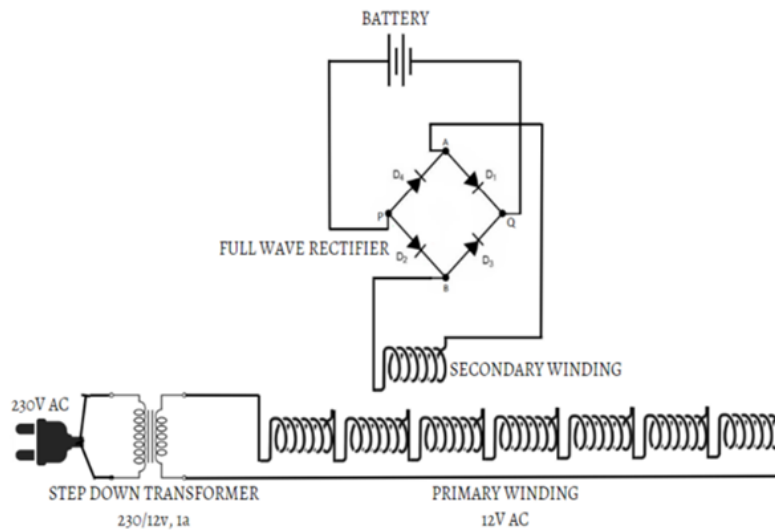 BATTERY
A
D4
D1
P
Q
FULL WAVE RECTIFIER
D2
D3
B
SECONDARY WINDING
230V AC
STEP DOWN TRANSFORMER
230/12v, 1a
PRIMARY WINDING
12V AC